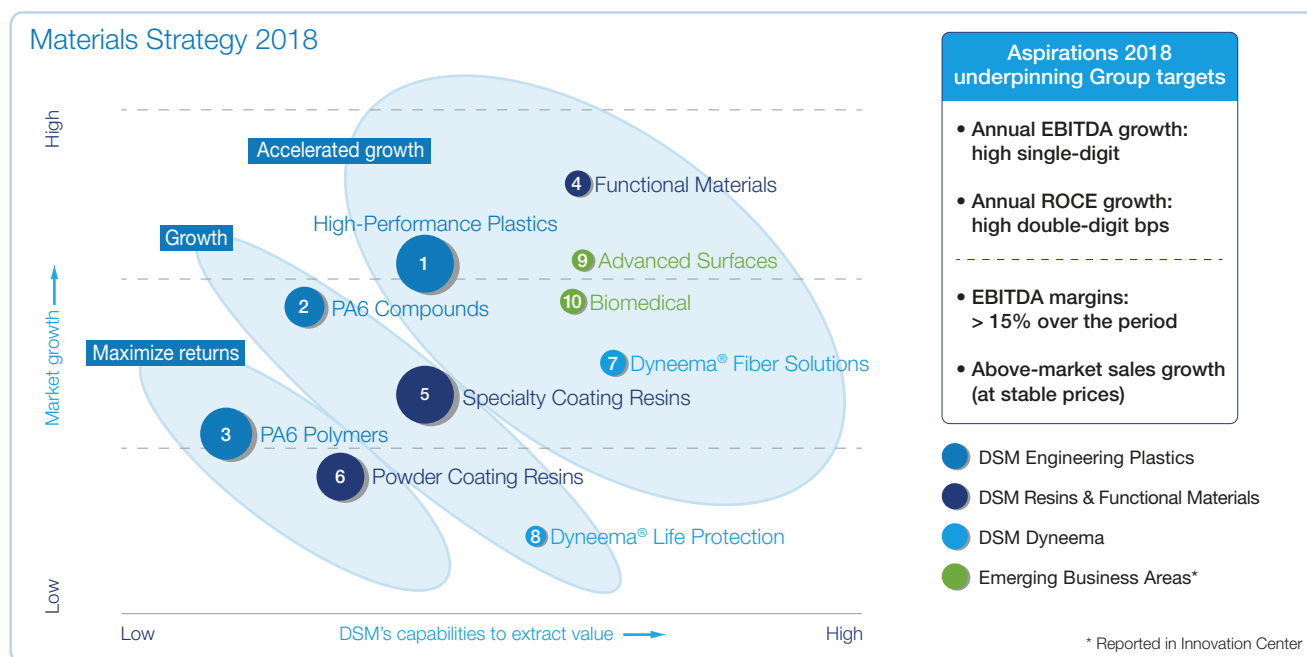 Materials Strategy 2018
High
Market growth
Low
Accelerated growth
4 Functional Materials
High-Performance Plastics
1
Growth
9 Advanced Surfaces
2 PA6 Compounds
10 Biomedical
Maximize returns
7 Dyneema® Fiber Solutions
5 Specialty Coating Resins
3 PA6 Polymers
6 Powder Coating Resins
8 Dyneema® Life Protection
Low
DSM's capabilities to extract value
High
Aspirations 2018
underpinning Group targets
• Annual EBITDA growth:
high single-digit
• Annual ROCE growth:
high double-digit bps
• EBITDA margins:
> 15% over the period
• Above-market sales growth
(at stable prices)
DSM Engineering Plastics
DSM Resins & Functional Materials
DSM Dyneema
Emerging Business Areas*
* Reported in Innovation Center